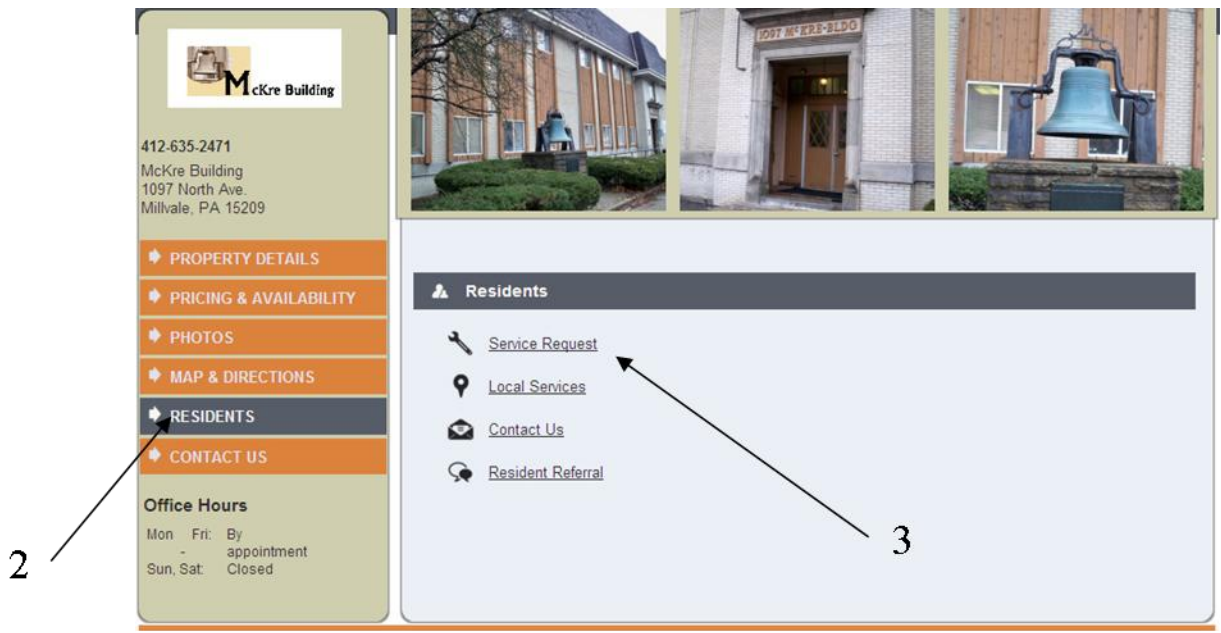 McKre Building
412-635-2471
McKre Building
1097 North Ave.
Millvale, PA 15209
PROPERTY DETAILS
PRICING & AVAILABILITY
PHOTOS
MAP & DIRECTIONS
RESIDENTS
CONTACT US
Office Hours
Mon - Fri: By appointment
Sun, Sat: Closed
1097 McKRE-BLDG
Residents
Service Request
Local Services
Contact Us
Resident Referral
2
3